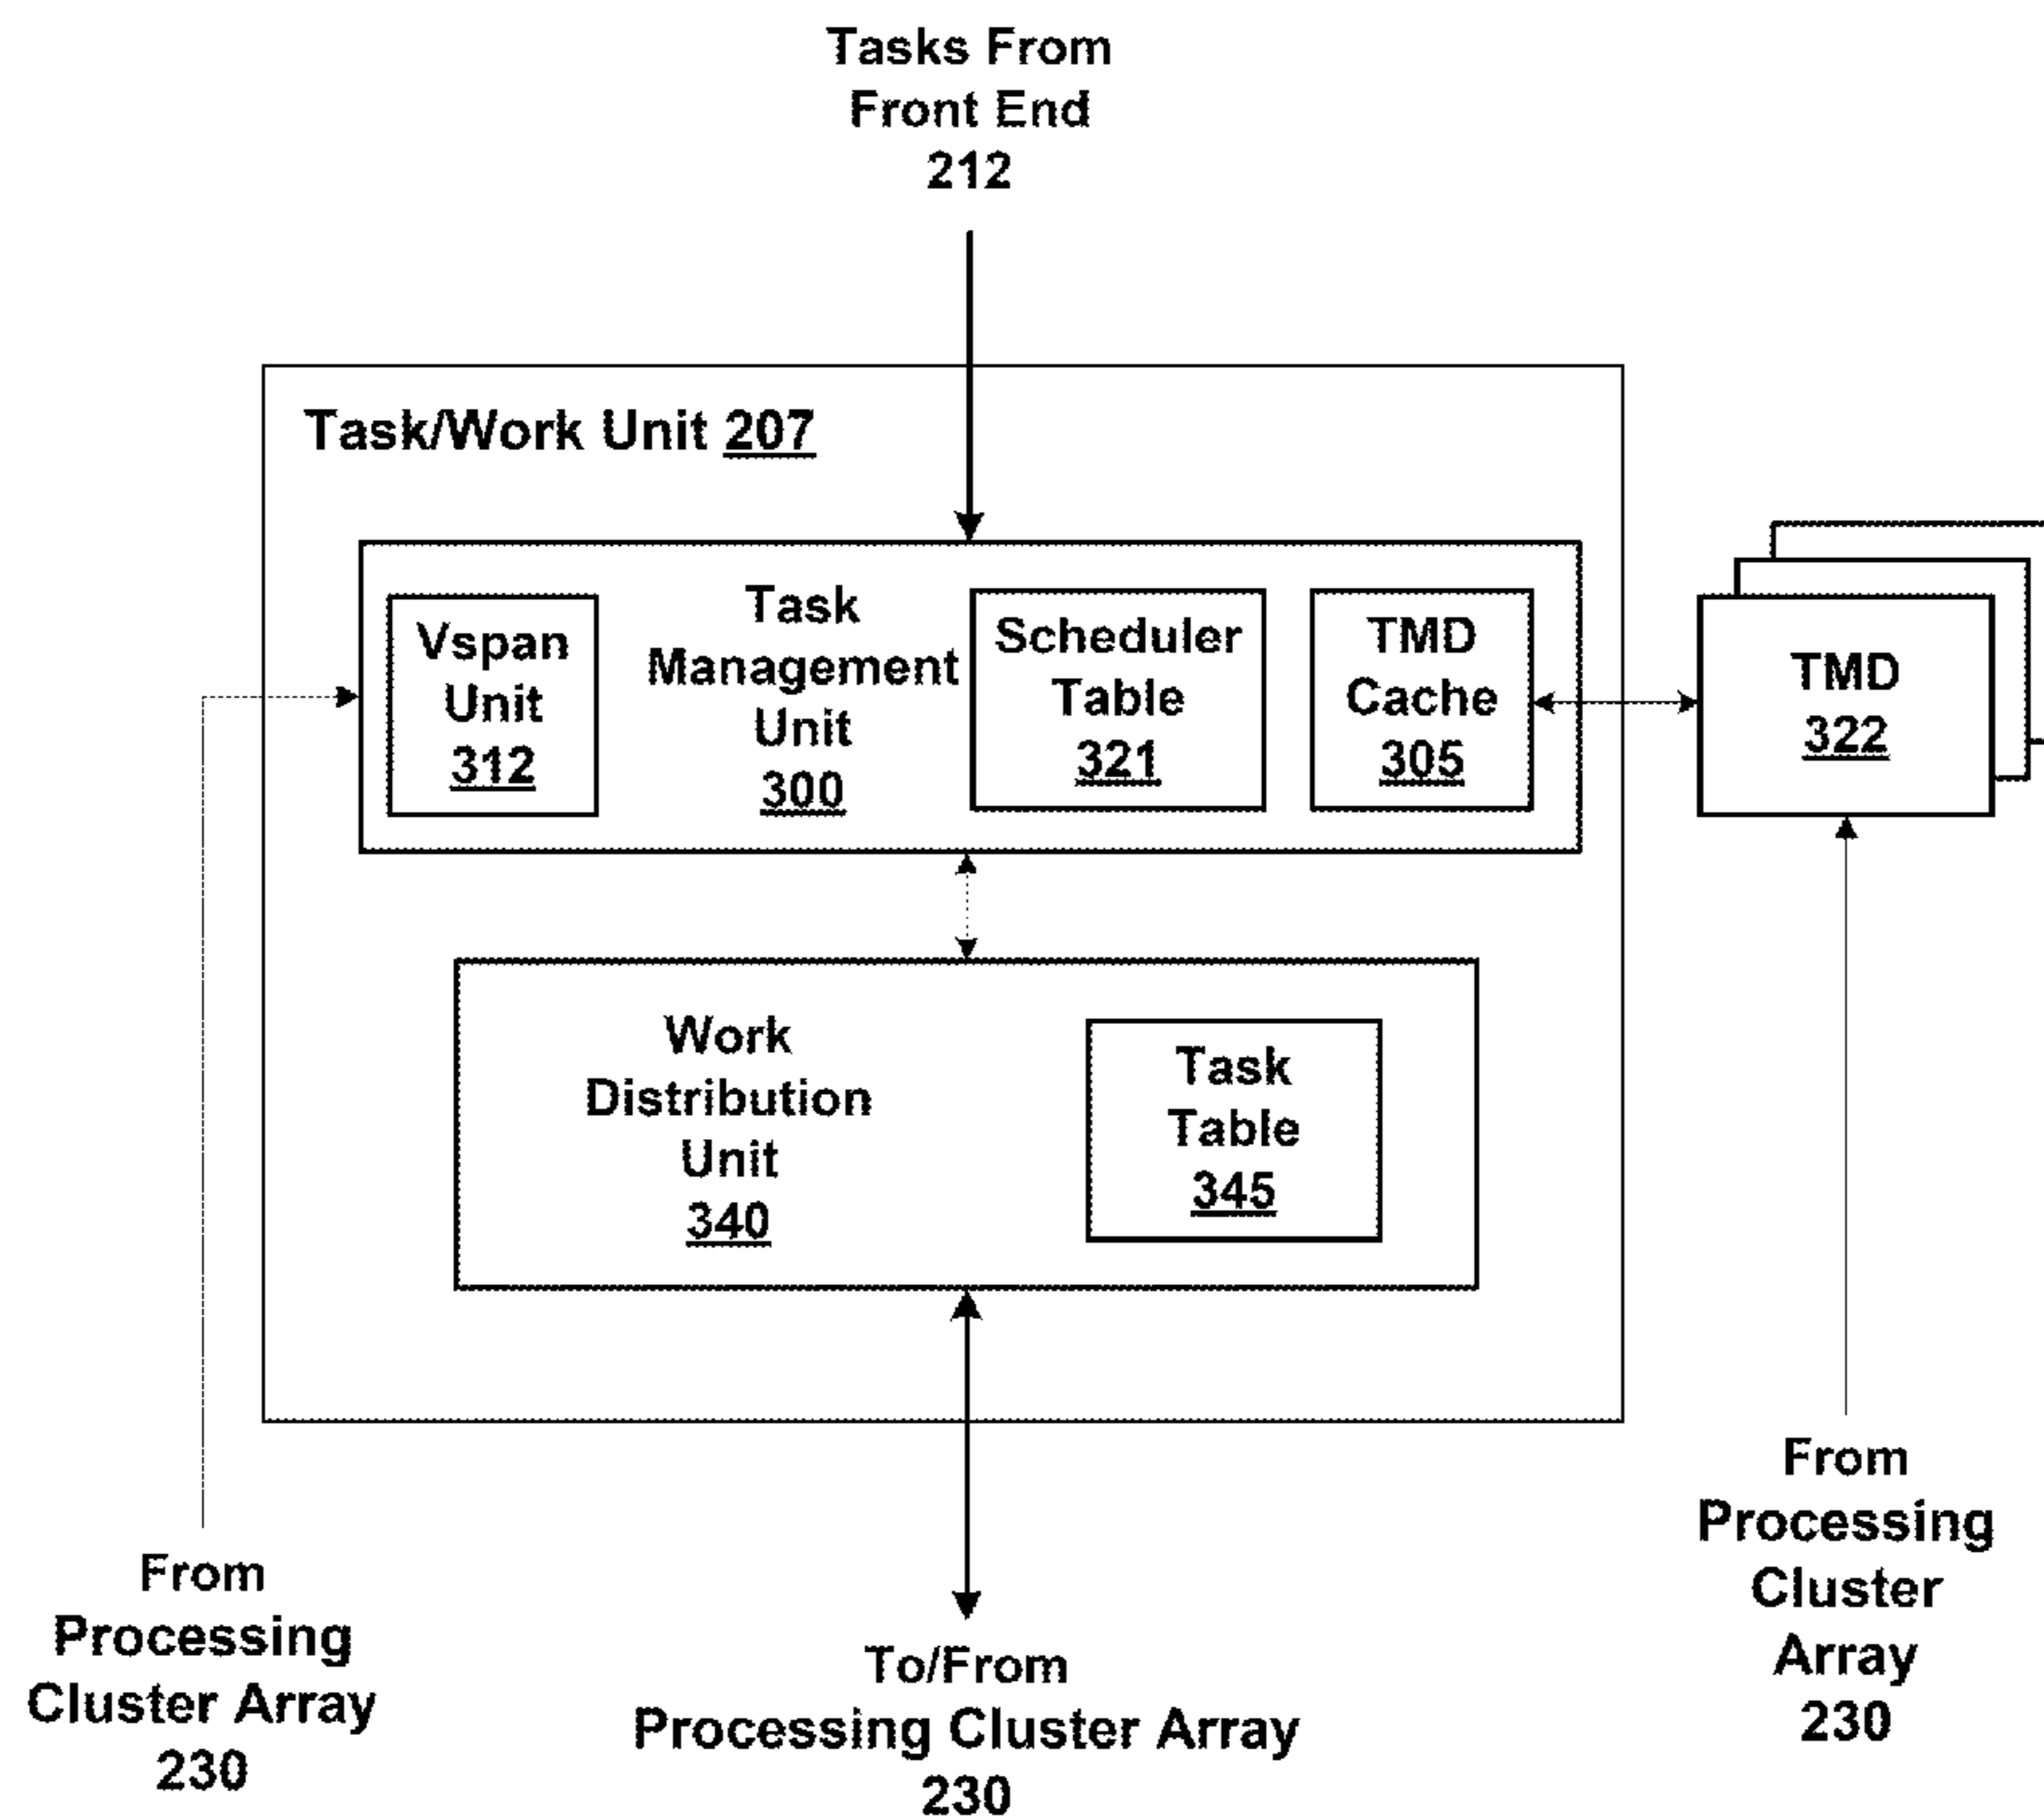 Tasks From
Front End
212
Task/Work Unit 207
Vspan
Unit
312
Task
Management
Unit
300
Scheduler
Table
321
TMD
Cache
305
TMD
322
Work
Distribution
Unit
340
Task
Table
345
From
Processing
Cluster Array
230
To/From
Processing Cluster Array
230
From
Processing
Cluster
Array
230